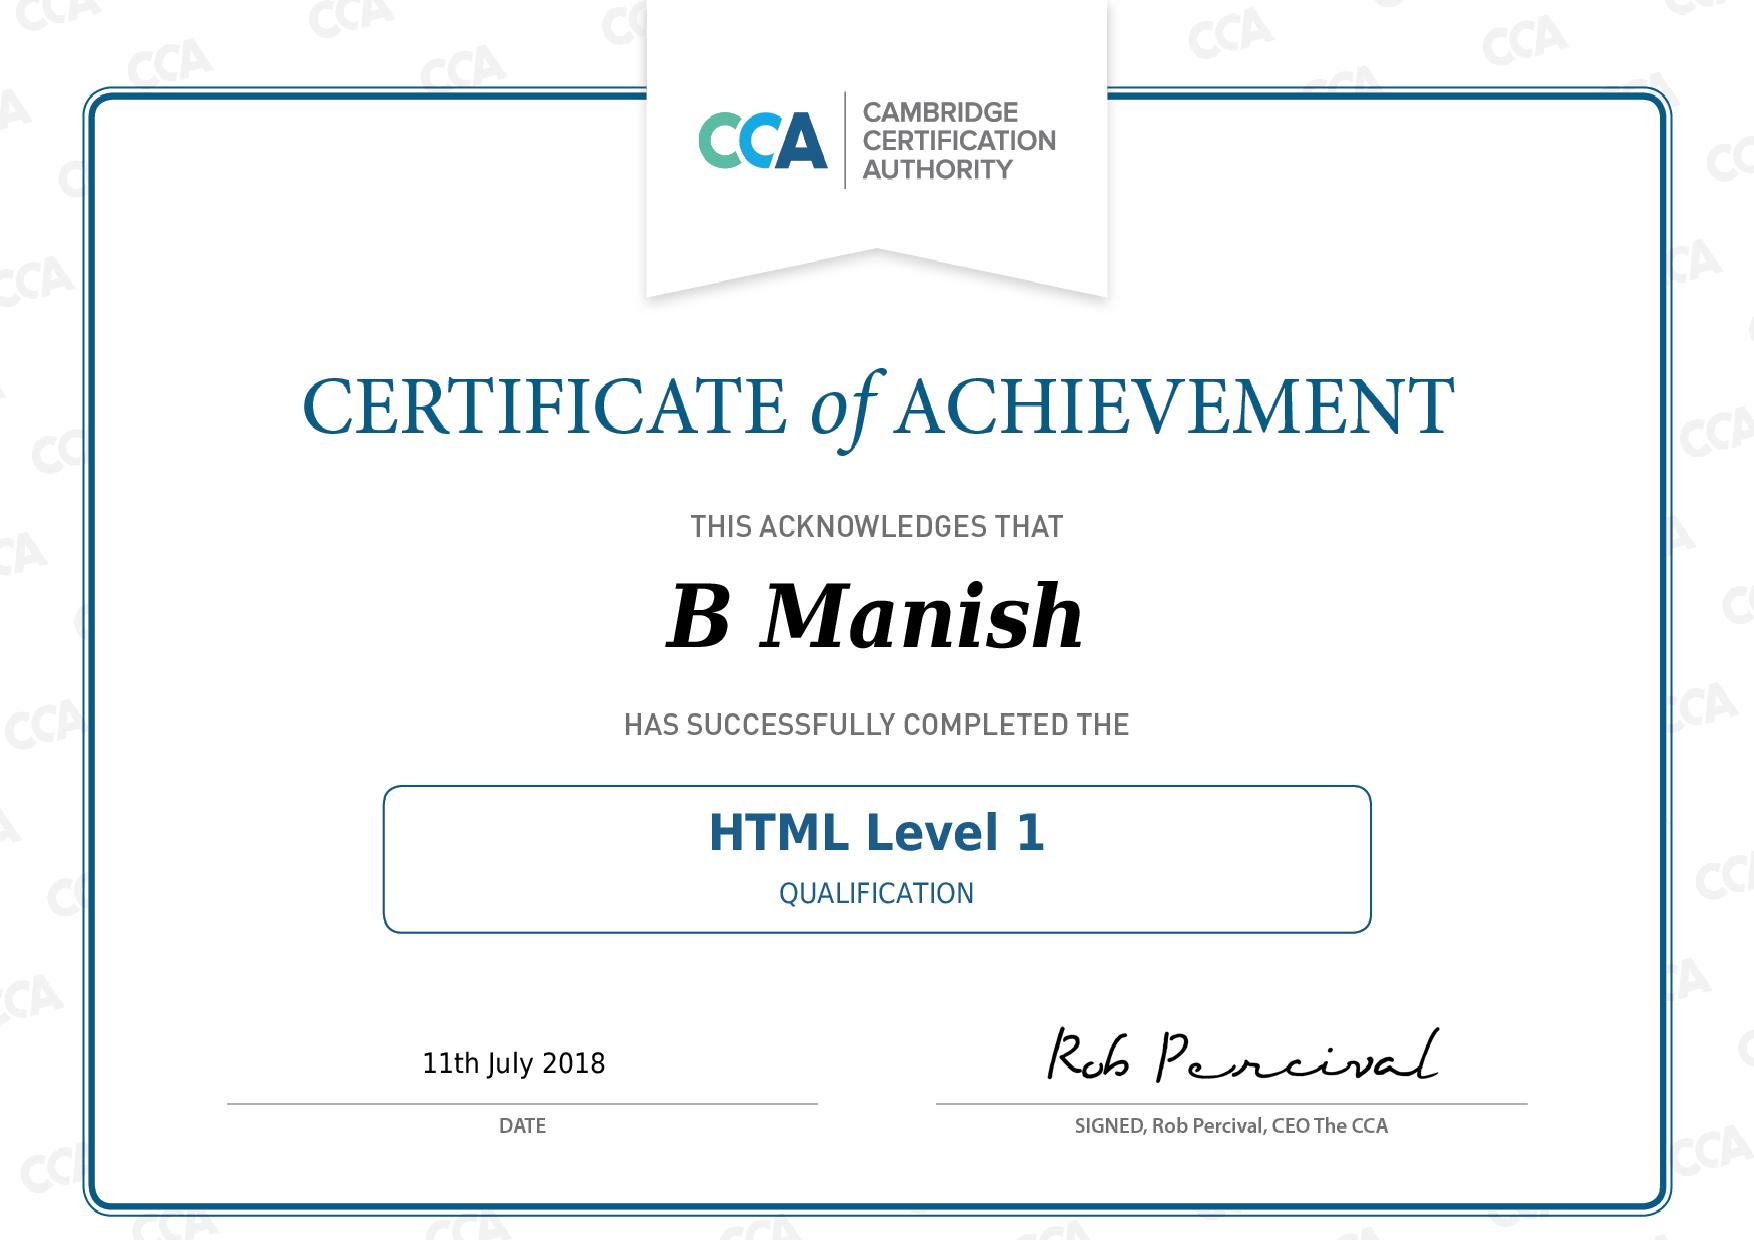 CCA
CAMBRIDGE
CERTIFICATION
AUTHORITY
CERTIFICATE of ACHIEVEMENT
THIS ACKNOWLEDGES THAT
B Manish
HAS SUCCESSFULLY COMPLETED THE
HTML Level 1
QUALIFICATION
11th July 2018
Rob Percival
DATE
SIGNED, Rob Percival, CEO The CCA